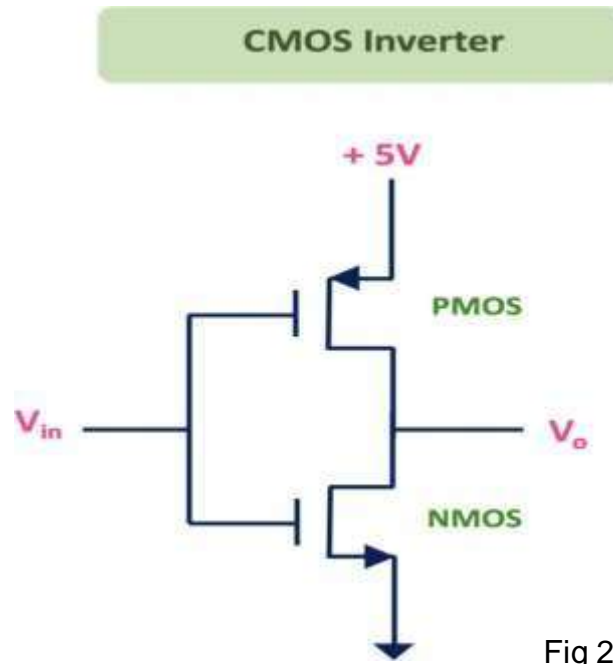 CMOS Inverter
+ 5V
PMOS
Vin
Vo
NMOS
Fig 2